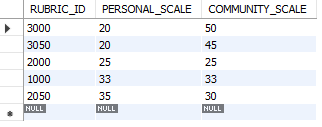 RUBRIC_ID PERSONAL_SCALE COMMUNITY_SCALE
3000 20 50
3050 20 45
2000 25 25
1000 33 33
2050 35 30
NULL NULL NULL